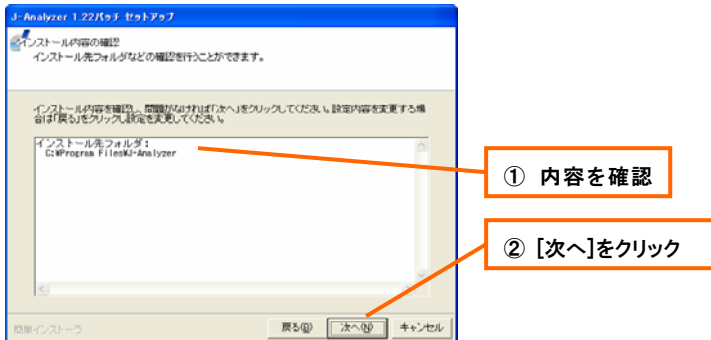 J-Analyzer 1.22パッチ セットアップ
インストール内容の確認
インストール先フォルダなどの確認を行うことができます。
インストール内容を確認し、問題がなければ「次へ」をクリックしてください。設定内容を変更する場
合は「戻る」をクリックし設定を変更してください。
インストール先フォルダ:
C:¥Program Files¥J-Analyzer
① 内容を確認
② [次へ]をクリック
簡単インストーラ
戻る(B) 次へ(N) キャンセル